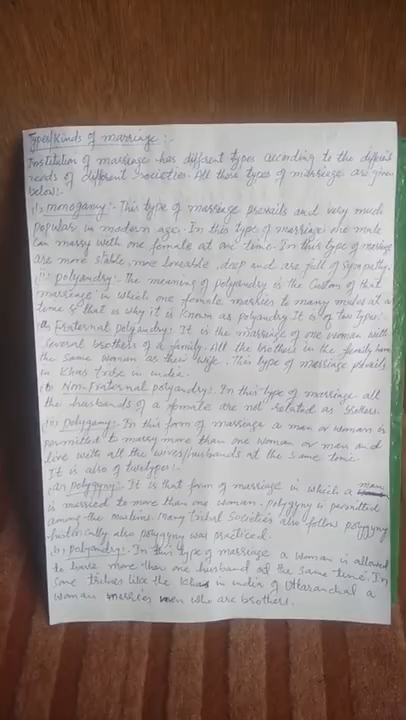 Types/Kinds of marriage:-
Institution of marriage has different types according to the different
needs of different societies. All these types of marriage are given
below:-
(i) monogamy:- This type of marriage prevails and very much
popular in modern age. In this type of marriage one male
can marry with one female at one time. In this type of marriage
are more stable, more loveable, deep and are full of sympathy.
(ii) polyandry:- The meaning of polyandry is the custom of that
marriage in which one female marries to many males at a
time & that is why it is known as polyandry. It is of two types:-
(a) Fraternal polyandry:- It is the marriage of one woman with
several brothers of a family. All the brothers in the family have
the same woman as their wife. This type of marriage prevails
in Khas tribe in india.
(b) Non Fraternal polyandry:- In this type of marriage all
the husbands of a female are not related as
(iii) Polygamy:- In this form of marriage a man or woman is
permitted to marry more than one woman or man and
live with all the wives/husbands at the same time.
It is also of two types:-
(a) polygyny:- It is that form of marriage in which a man
is married to more than one woman. polygyny is permitted
among the muslims. Many tribal societies also follow polygyny
historically also polygyny was practiced.
(b) polyandry:- In this type of marriage a woman is allowed
to have more than one husband at the same time. In
some tribes like the Khas in india of Uttaranchal a
woman marries men who are brothers.